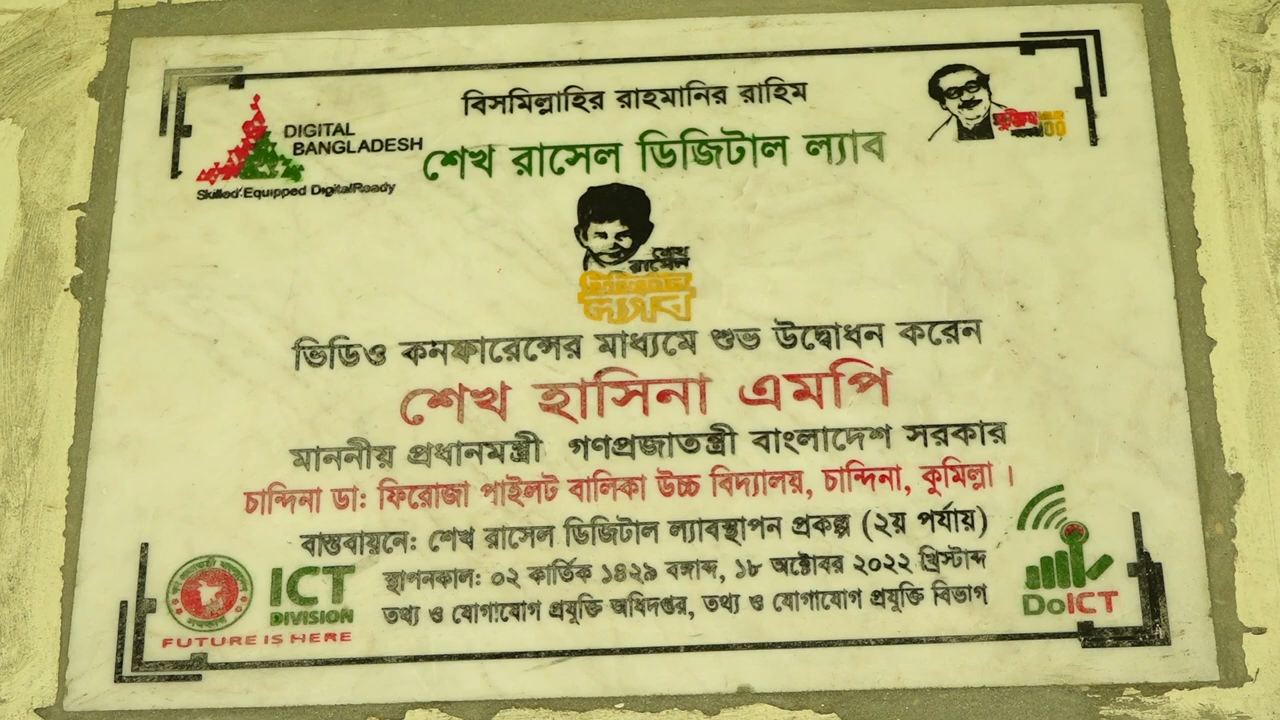 বিসমিল্লাহির রাহমানির রাহিম
DIGITAL
BANGLADESH
Skilled Equipped DigitalReady
শেখ রাসেল ডিজিটাল ল্যাব
মুজিব
শেখ
রাসেল
ডিজিটাল
ল্যাব
ভিডিও কনফারেন্সের মাধ্যমে শুভ উদ্বোধন করেন
শেখ হাসিনা এমপি
মাননীয় প্রধানমন্ত্রী গণপ্রজাতন্ত্রী বাংলাদেশ সরকার
চান্দিনা ডা: ফিরোজা পাইলট বালিকা উচ্চ বিদ্যালয়, চান্দিনা, কুমিল্লা ।
বাস্তবায়নে: শেখ রাসেল ডিজিটাল ল্যাবস্থাপন প্রকল্প (২য় পর্যায়)
স্থাপনকাল: ০২ কার্তিক ১৪২৯ বঙ্গাব্দ, ১৮ অক্টোবর ২০২২ খ্রিস্টাব্দ
তথ্য ও যোগাযোগ প্রযুক্তি অধিদপ্তর, তথ্য ও যোগাযোগ প্রযুক্তি বিভাগ
ICT
DIVISION
FUTURE IS HERE
DoICT